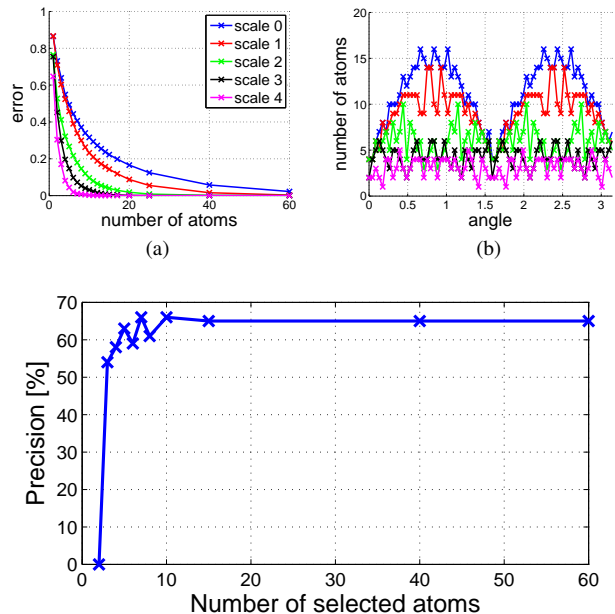 1
0.8
0.6
0.4
0.2
0
error
0 20 40 60
number of atoms
scale 0
scale 1
scale 2
scale 3
scale 4
(a)
20
15
10
5
0
number of atoms
0 0.5 1 1.5 2 2.5 3
angle
(b)
70
60
50
40
30
20
10
0
Precision [%]
0 10 20 30 40 50 60
Number of selected atoms